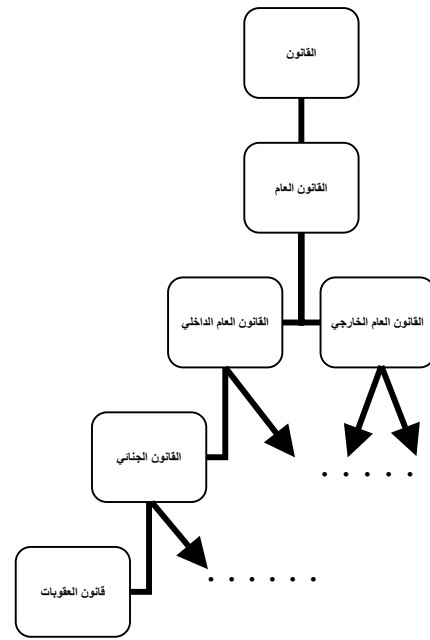 القانون
القانون العام
القانون العام الخارجي
القانون العام الداخلي
. . . . .
القانون الجنائي
. . . . . .
قانون العقوبات